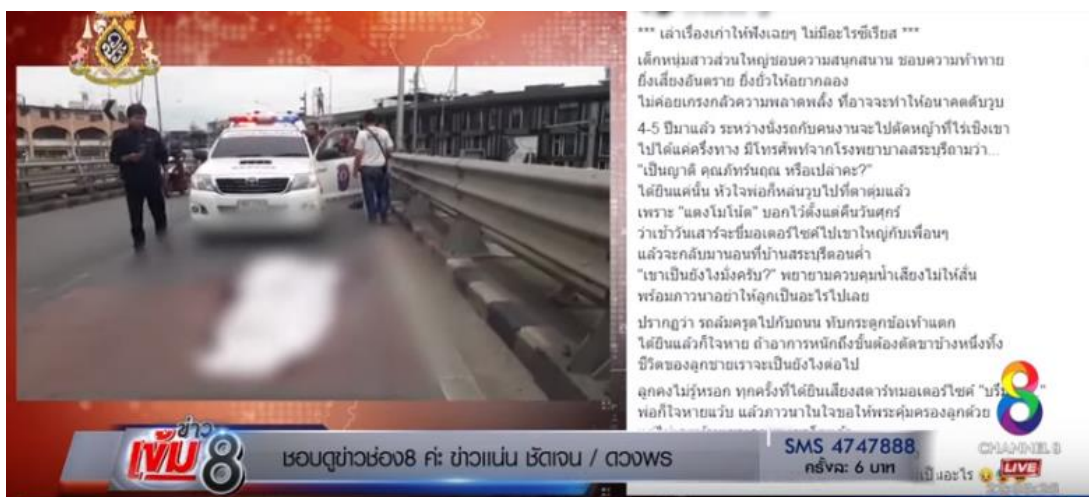 *** เล่าเรื่องเก่าให้ฟังเฉยๆ ไม่มีอะไรซีเรียส ***
เด็กหนุ่มสาวส่วนใหญ่ชอบความสนุกสนาน ชอบความท้าทาย
ยิ่งเสี่ยงอันตราย ยิ่งยั่วให้อยากลอง
ไม่ค่อยเกรงกลัวความพลาดพลั้ง ที่อาจจะทำให้อนาคตดับวูบ
4-5 ปีมาแล้ว ระหว่างนั่งรถกับคนงานจะไปตัดหญ้าที่ไร่เชิงเขา
ไปได้แค่ครึ่งทาง มีโทรศัพท์จากโรงพยาบาลสระบุรีถามว่า...
"เป็นญาติ คุณภัทร์นฤณ หรือเปล่าคะ?"
ได้ยินแค่นั้น หัวใจพ่อก็หล่นวูบไปที่ตาตุ่มแล้ว
เพราะ "แตงโมโน้ต" บอกไว้ตั้งแต่คืนวันศุกร์
ว่าเช้าวันเสาร์จะขี่มอเตอร์ไซค์ไปเขาใหญ่กับเพื่อนๆ
แล้วจะกลับมานอนที่บ้านสระบุรีตอนค่ำ
"เขาเป็นยังไงมั่งครับ?" พยายามควบคุมน้ำเสียงไม่ให้สั่น
พร้อมภาวนาอย่าให้ลูกเป็นอะไรไปเลย
ปรากฏว่า รถล้มครูดไปกับถนน ทับกระดูกข้อเท้าแตก
ได้ยินแล้วก็ใจหาย ถ้าอาการหนักถึงขั้นต้องตัดขาข้างหนึ่งทิ้ง
ชีวิตของลูกชายเราจะเป็นยังไงต่อไป
ลูกคงไม่รู้หรอก ทุกครั้งที่ได้ยินเสียงสตาร์ทมอเตอร์ไซค์
พ่อก็ใจหายแว้บ แล้วภาวนาในใจขอให้พระคุ้มครองลูกด้วย
เป็นอะไร
8
CHANNEL 8
LIVE
ข่าว
เข้ม 8
ชอบดูข่าวช่อง8 ค่ะ ข่าวแน่น ชัดเจน / ดวงพร
SMS 4747888
ครั้งละ 6 บาท